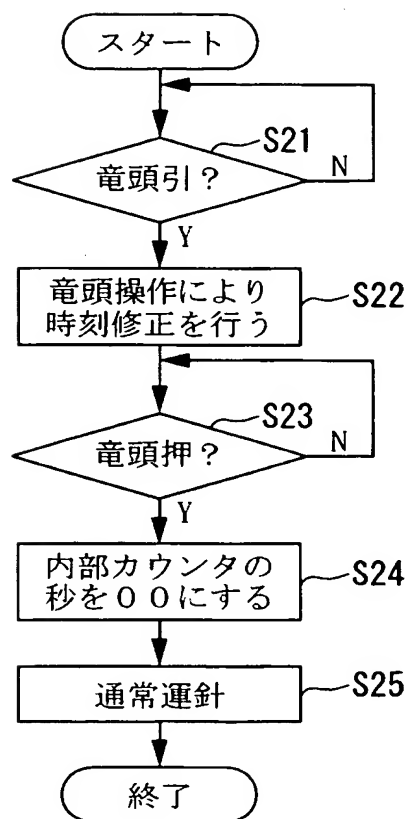 スタート
S21
竜頭引？
N
Y
竜頭操作により
時刻修正を行う
S22
S23
竜頭押？
N
Y
内部カウンタの
秒を００にする
S24
通常運針
S25
終了